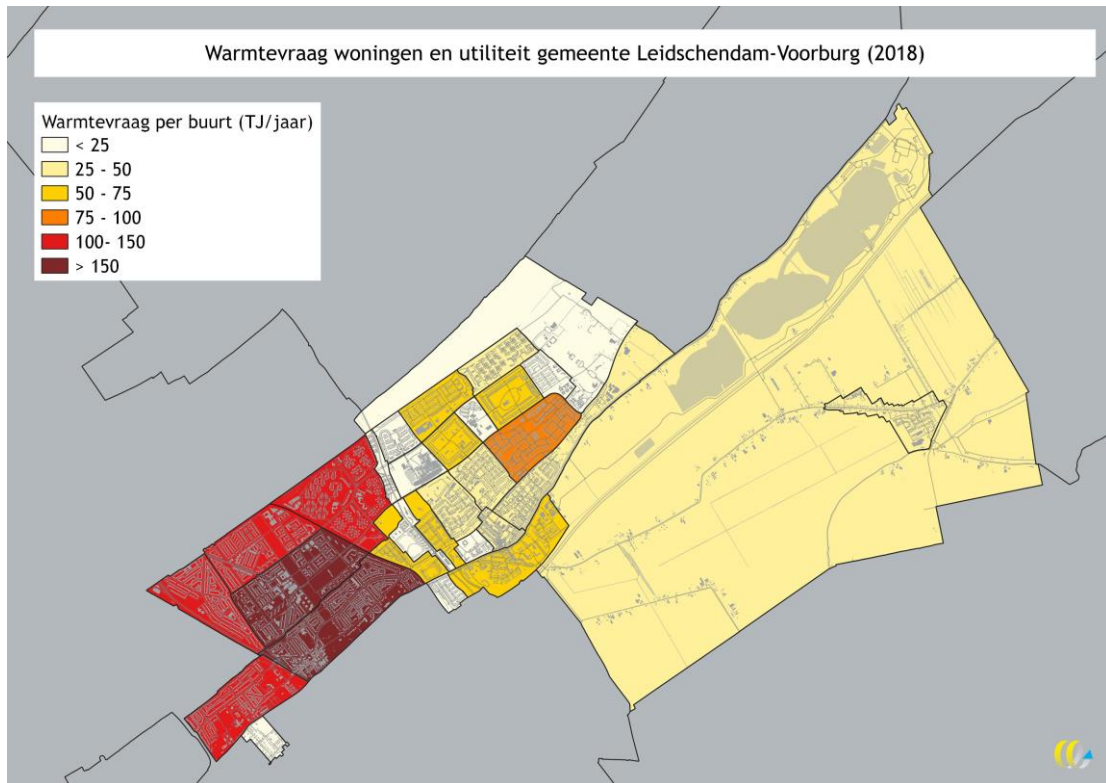 Warmtevraag woningen en utiliteit gemeente Leidschendam-Voorburg (2018)
Warmtevraag per buurt (TJ/jaar)
< 25
25 - 50
50 - 75
75 - 100
100- 150
> 150